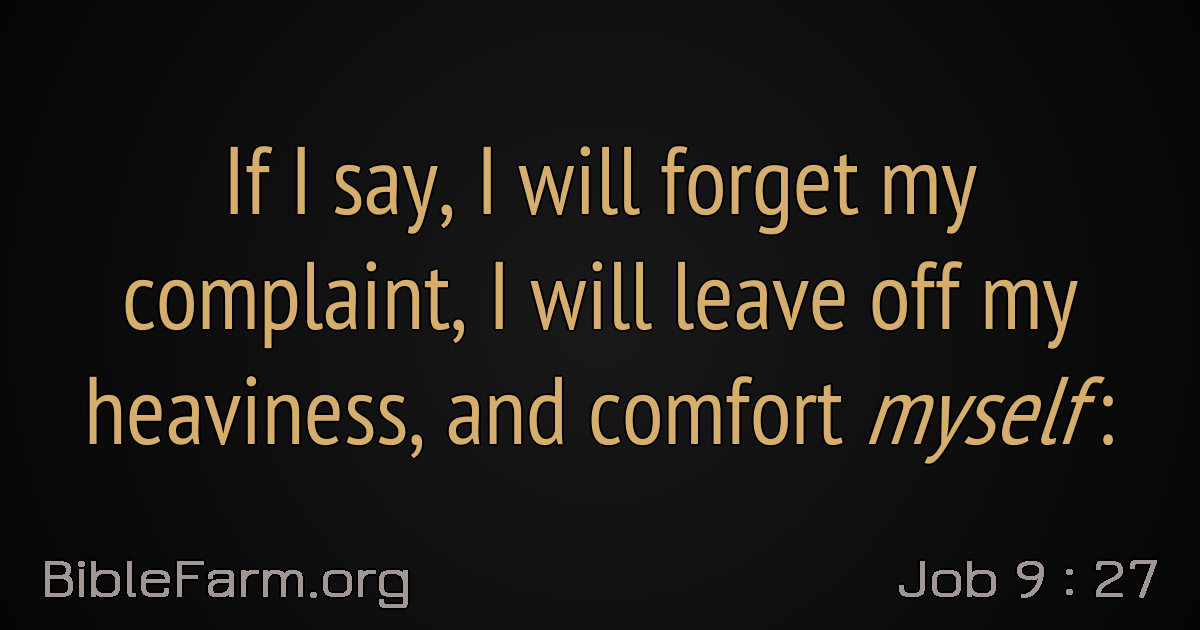 If I say, I will forget my
complaint, I will leave off my
heaviness, and comfort myself:
BibleFarm.org
Job 9 : 27